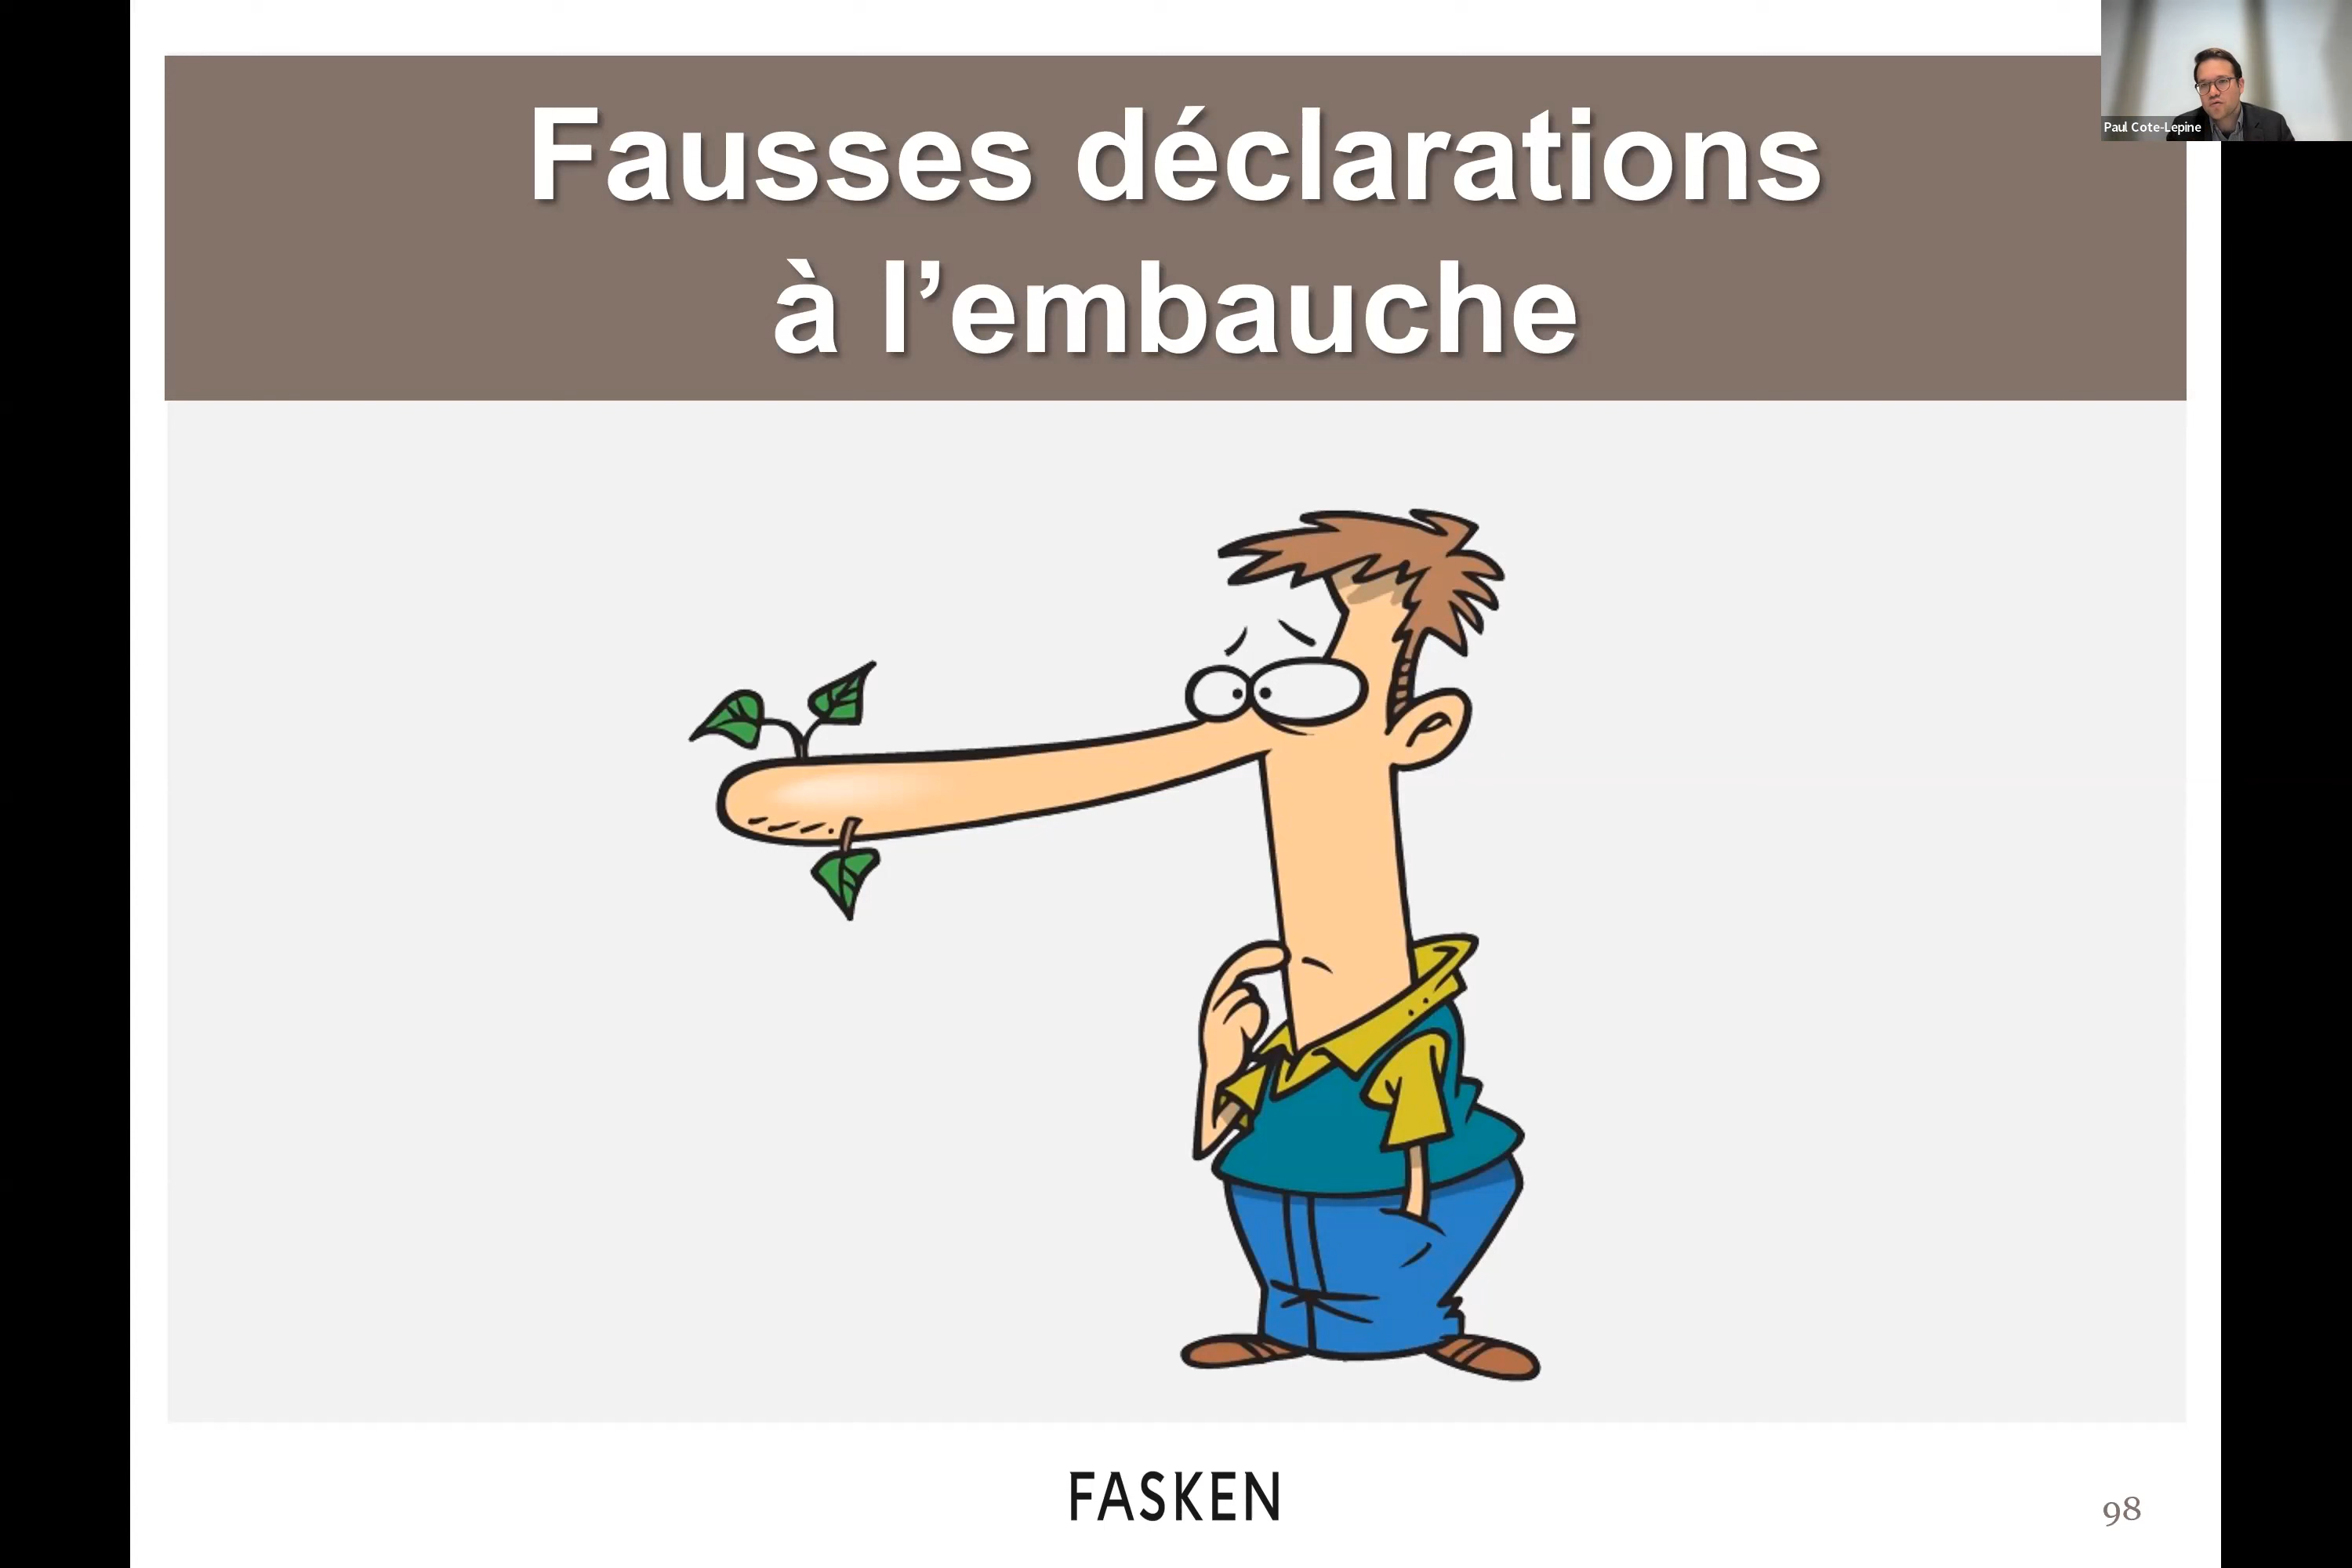 Fausses déclarations
à l’embauche
Paul Cote-Lepine
FASKEN
98